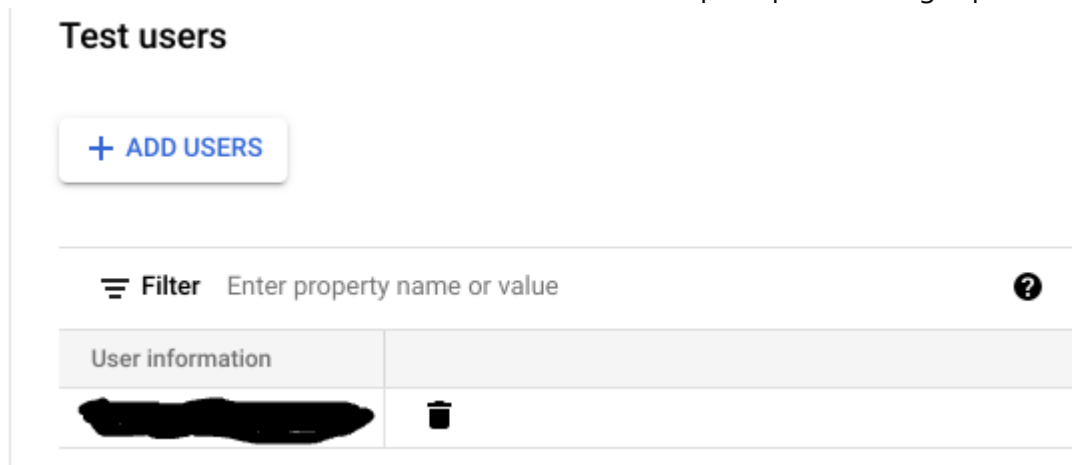 Test users
+ ADD USERS
Filter Enter property name or value
User information